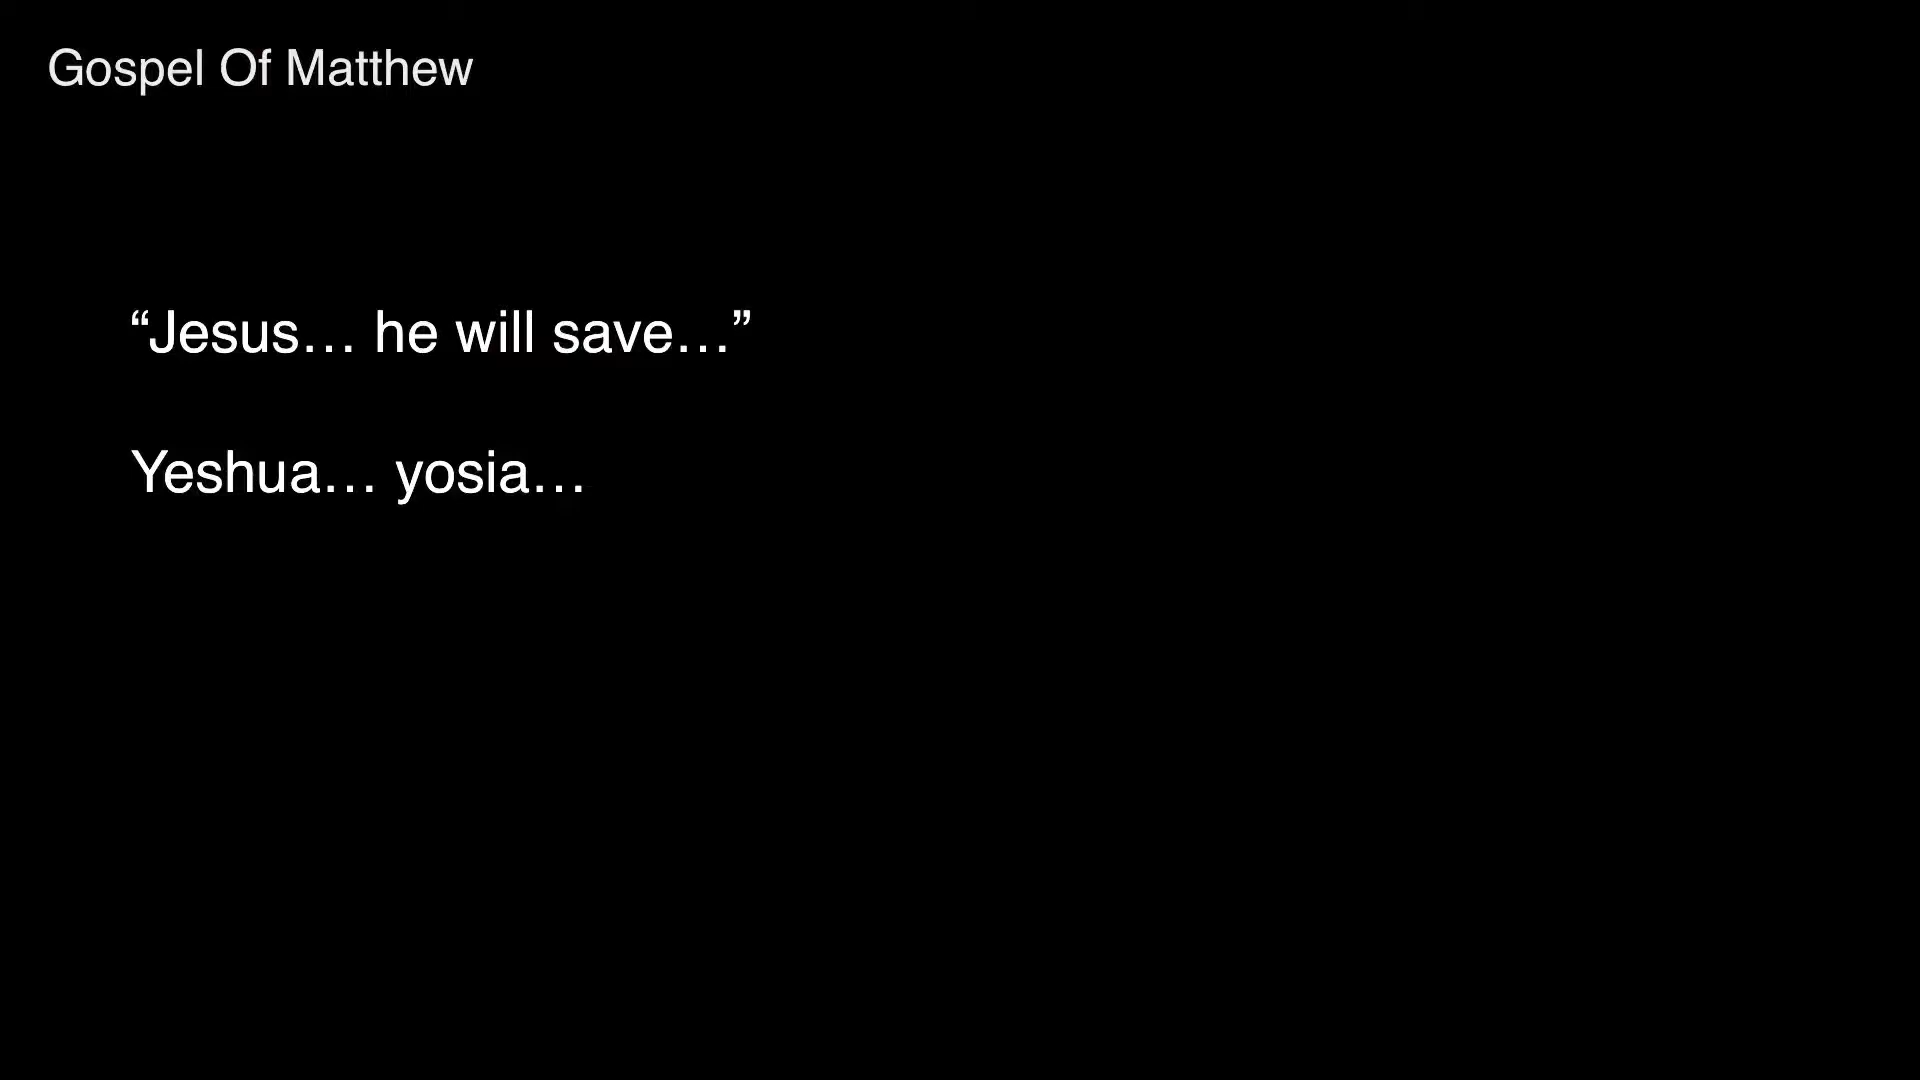 Gospel Of Matthew
“Jesus… he will save…”
Yeshua… yosia…